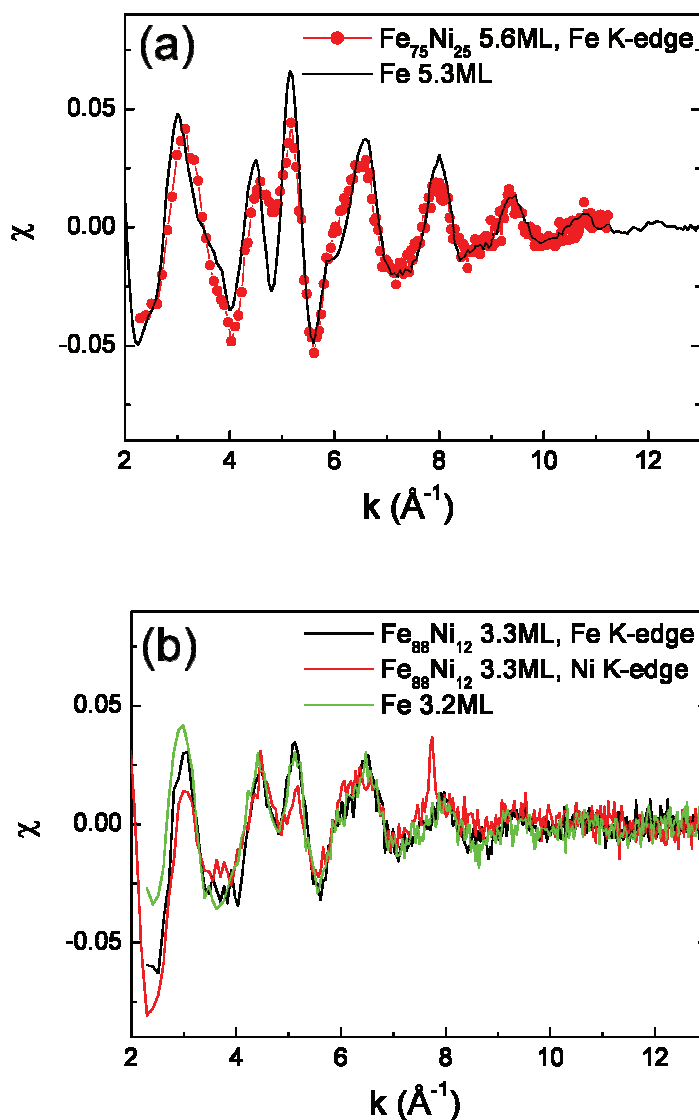 (a)
Fe₇₅Ni₂₅ 5.6ML, Fe K-edge
Fe 5.3ML
0.05
0.00
-0.05
χ
2 4 6 8 10 12
k (Å⁻¹)
(b)
Fe₈₈Ni₁₂ 3.3ML, Fe K-edge
Fe₈₈Ni₁₂ 3.3ML, Ni K-edge
Fe 3.2ML
0.05
0.00
-0.05
χ
2 4 6 8 10 12
k (Å⁻¹)